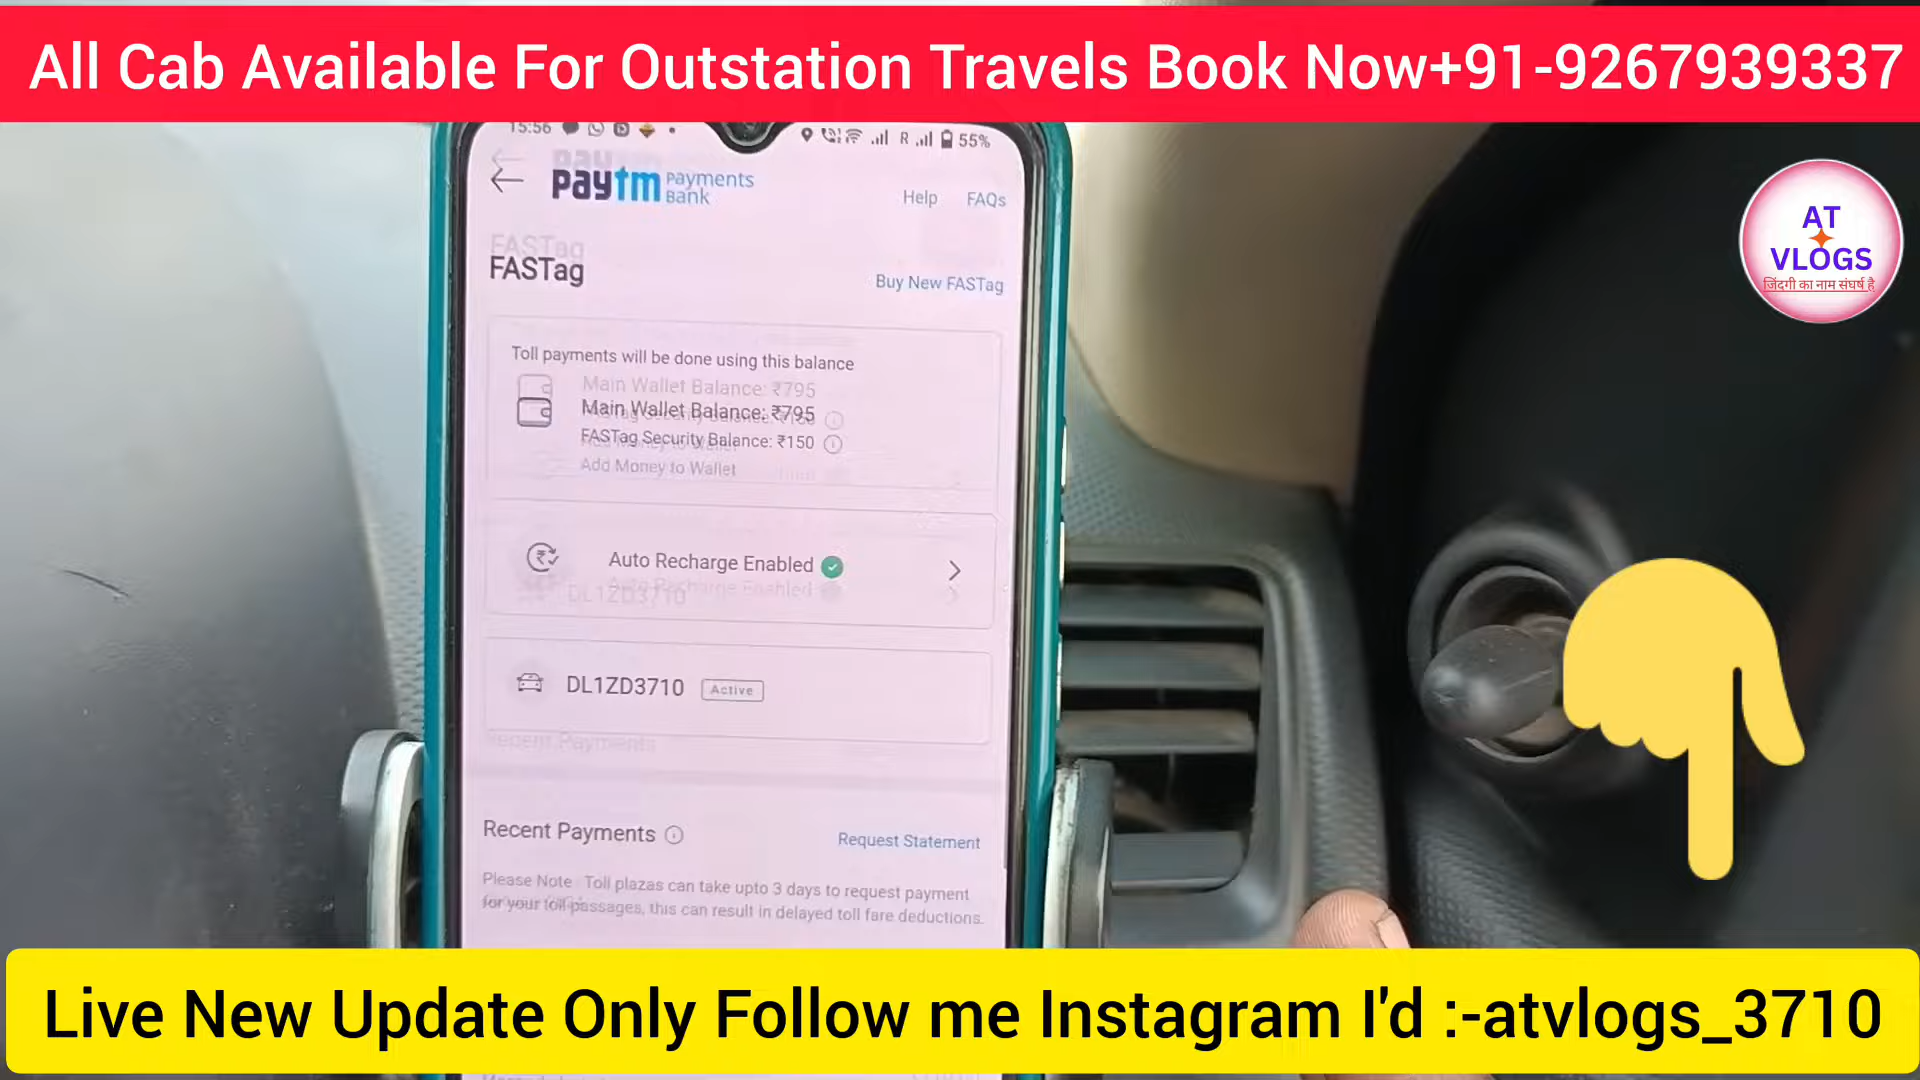 All Cab Available For Outstation Travels Book Now+91-9267939337
15:56
R 55%
paytm Payments Bank
Help FAQs
AT
VLOGS
जिंदगी का नाम संघर्ष है
FASTag
Buy New FASTag
Toll payments will be done using this balance
Main Wallet Balance: ₹795
FASTag Security Balance: ₹150
Add Money to Wallet
Auto Recharge Enabled
DL1ZD3710 Active
Recent Payments
Request Statement
Please Note : Toll plazas can take upto 3 days to request payment
for your toll passages, this can result in delayed toll fare deductions.
Live New Update Only Follow me Instagram I'd :-atvlogs_3710